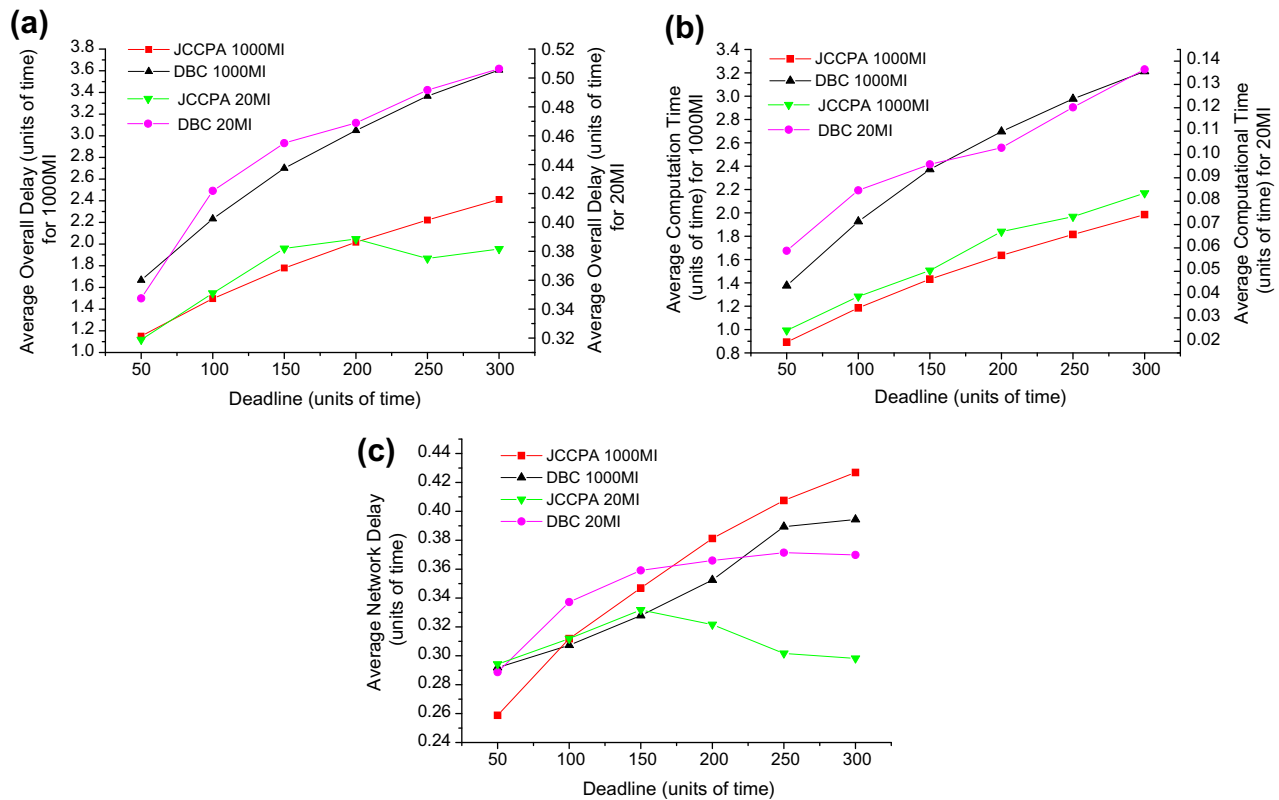 (a)
JCCPA 1000MI
DBC 1000MI
JCCPA 20MI
DBC 20MI
Average Overall Delay (units of time)
for 1000MI
3.8
3.6
3.4
3.2
3.0
2.8
2.6
2.4
2.2
2.0
1.8
1.6
1.4
1.2
1.0
0.52
0.50
0.48
0.46
0.44
0.42
0.40
0.38
0.36
0.34
0.32
Average Overall Delay (units of time)
for 20MI
50 100 150 200 250 300
Deadline (units of time)
(b)
JCCPA 1000MI
DBC 1000MI
JCCPA 1000MI
DBC 20MI
Average Computation Time
(units of time) for 1000MI
3.4
3.2
3.0
2.8
2.6
2.4
2.2
2.0
1.8
1.6
1.4
1.2
1.0
0.8
0.14
0.13
0.12
0.11
0.10
0.09
0.08
0.07
0.06
0.05
0.04
0.03
0.02
Average Computational Time
(units of time) for 20MI
50 100 150 200 250 300
Deadline (units of time)
(c)
JCCPA 1000MI
DBC 1000MI
JCCPA 20MI
DBC 20MI
Average Network Delay
(units of time)
0.44
0.42
0.40
0.38
0.36
0.34
0.32
0.30
0.28
0.26
0.24
50 100 150 200 250 300
Deadline (units of time)